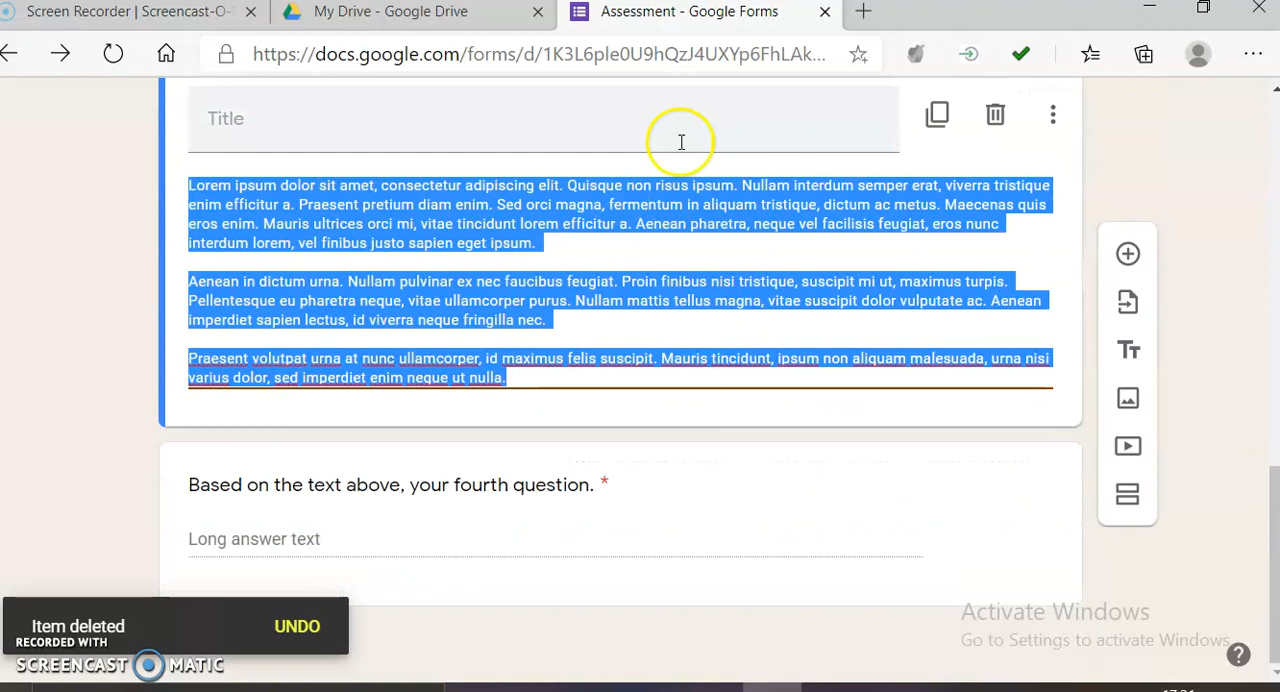 Screen Recorder | Screencast-O-
My Drive - Google Drive
Assessment - Google Forms
https://docs.google.com/forms/d/1K3L6ple0U9hQzJ4UXYp6FhLAk...
Title
Lorem ipsum dolor sit amet, consectetur adipiscing elit. Quisque non risus ipsum. Nullam interdum semper erat, viverra tristique
enim efficitur a. Praesent pretium diam enim. Sed orci magna, fermentum in aliquam tristique, dictum ac metus. Maecenas quis
eros enim. Mauris ultrices orci mi, vitae tincidunt lorem efficitur a. Aenean pharetra, neque vel facilisis feugiat, eros nunc
interdum lorem, vel finibus justo sapien eget ipsum.
Aenean in dictum urna. Nullam pulvinar ex nec faucibus feugiat. Proin finibus nisi tristique, suscipit mi ut, maximus turpis.
Pellentesque eu pharetra neque, vitae ullamcorper purus. Nullam mattis tellus magna, vitae suscipit dolor vulputate ac. Aenean
imperdiet sapien lectus, id viverra neque fringilla nec.
Praesent volutpat urna at nunc ullamcorper, id maximus felis suscipit. Mauris tincidunt, ipsum non aliquam malesuada, urna nisi
varius dolor, sed imperdiet enim neque ut nulla.
Tт
Based on the text above, your fourth question. *
Long answer text
Item deleted
UNDO
RECORDED WITH
SCREENCAST MATIC
Activate Windows
Go to Settings to activate Windows.